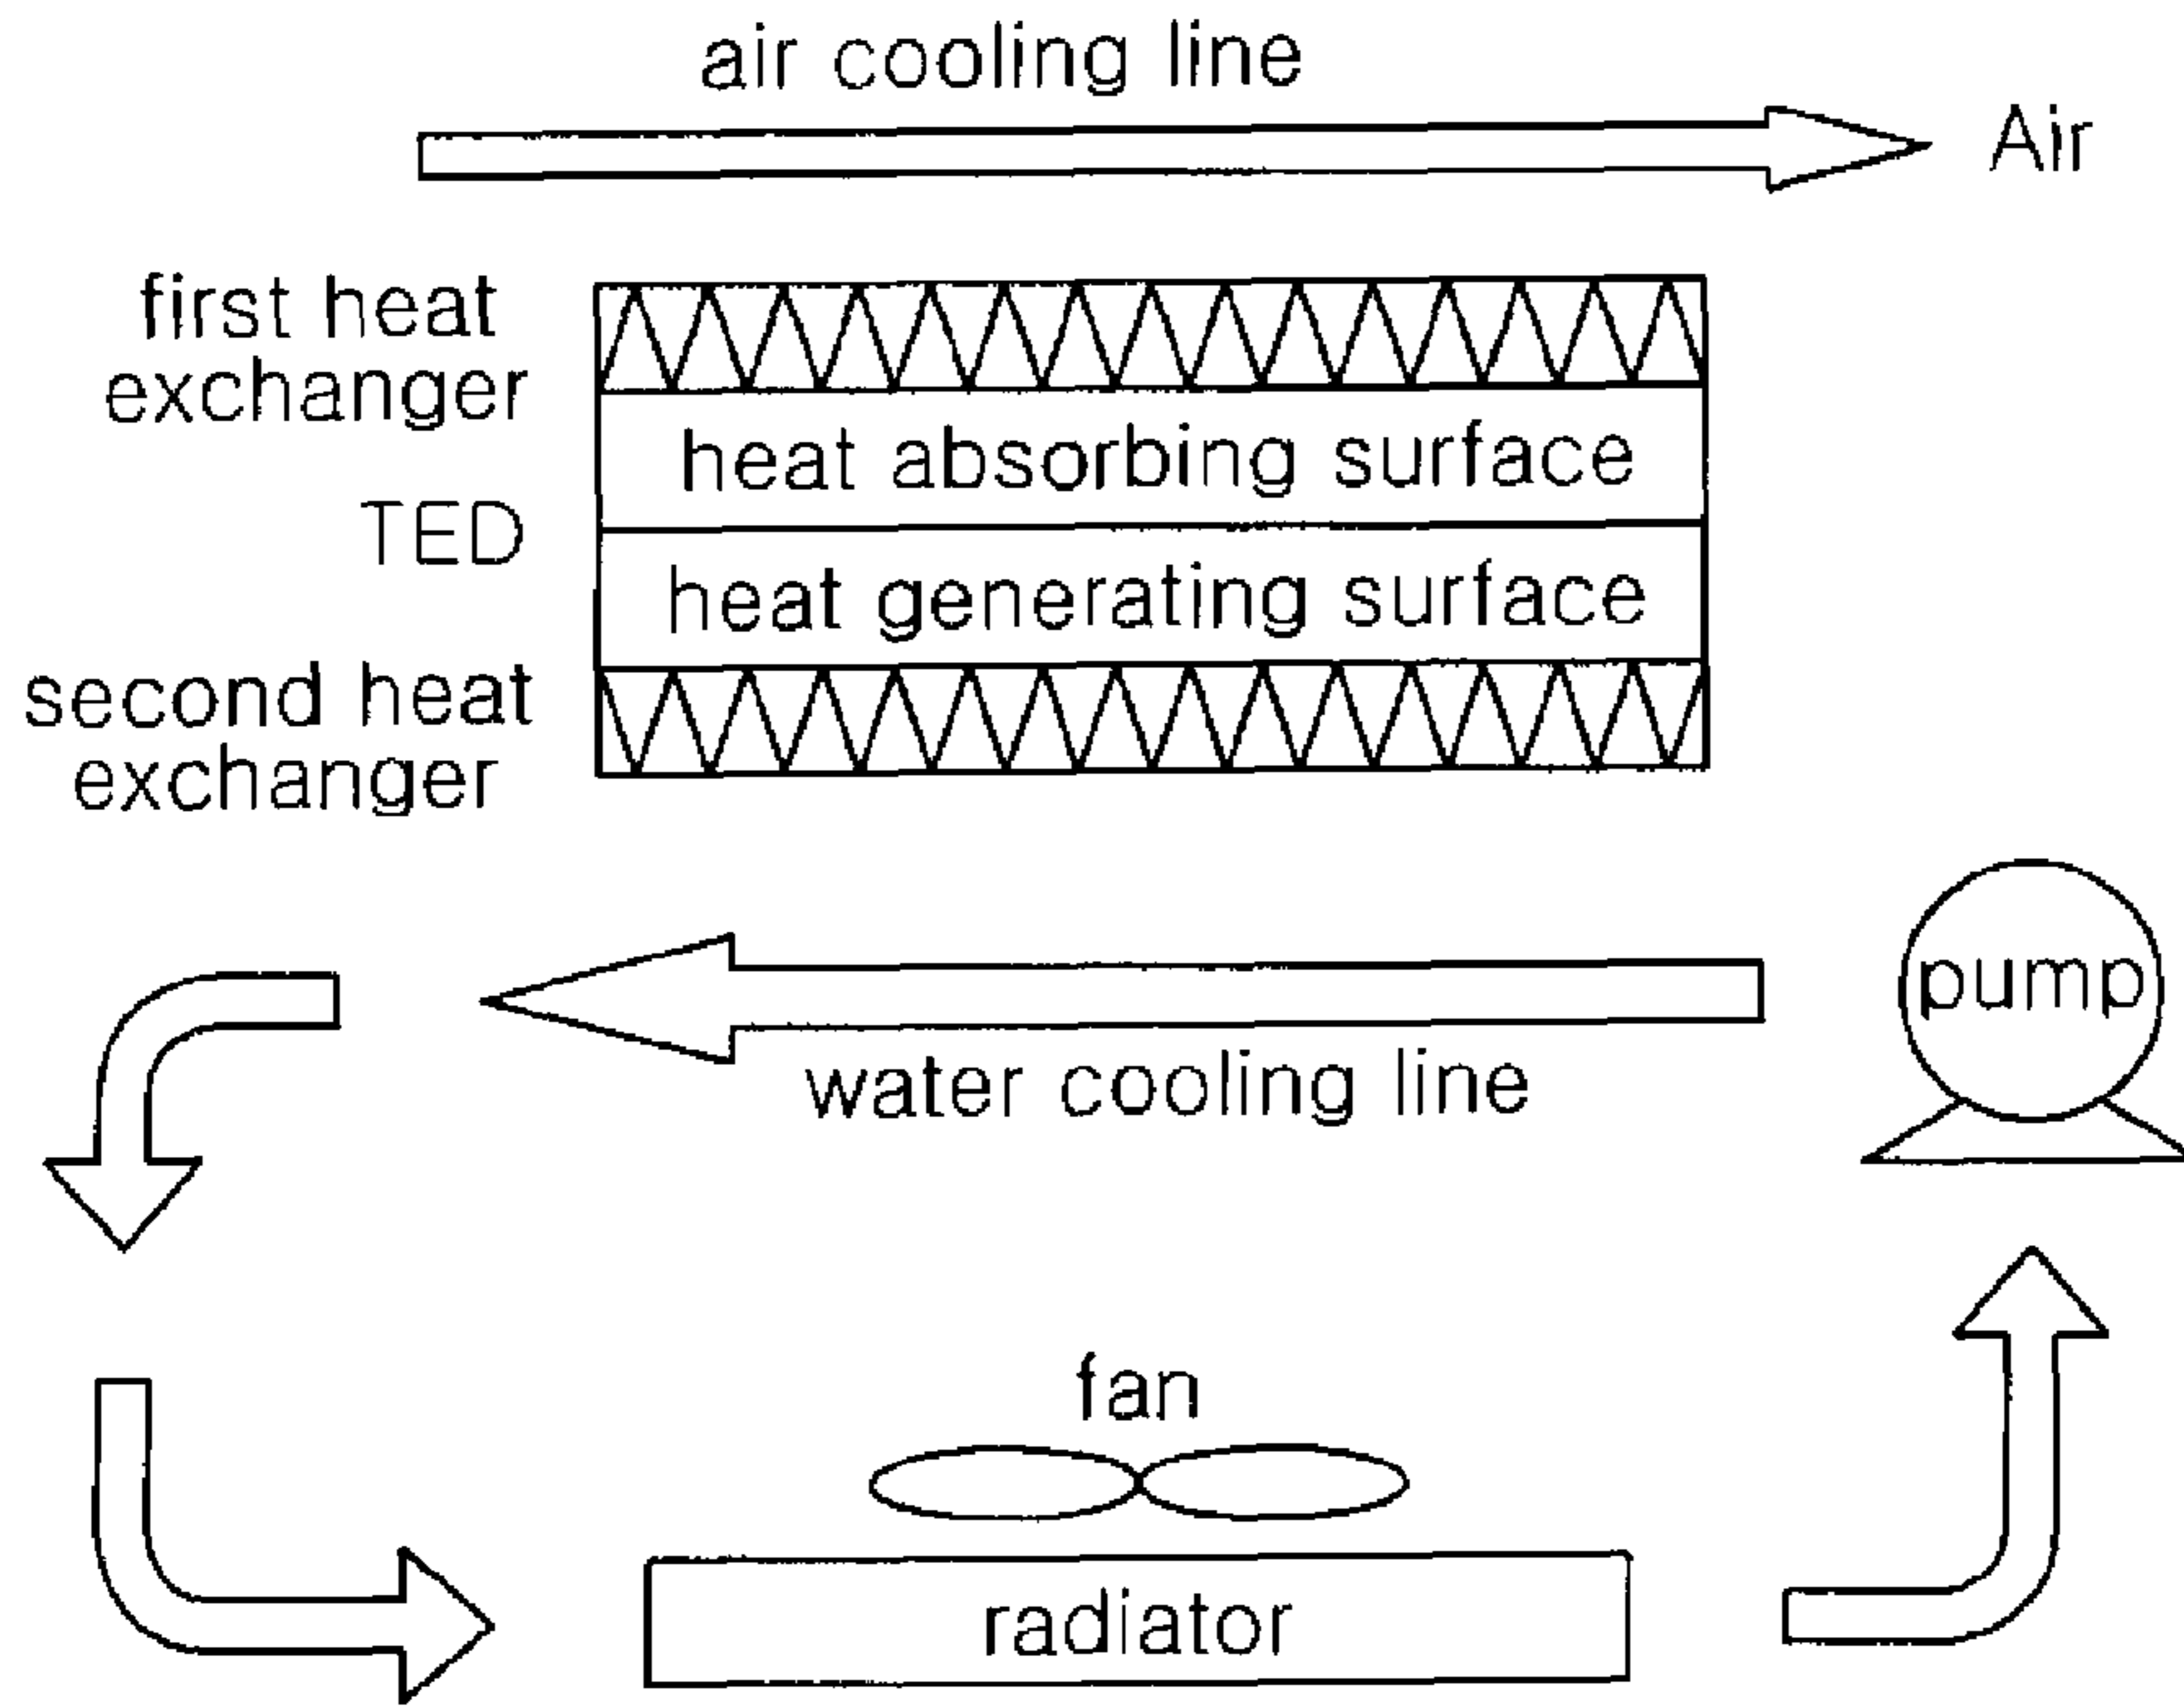 air cooling line
Air
first heat
exchanger
heat absorbing surface
TED
heat generating surface
second heat
exchanger
pump
water cooling line
fan
radiator